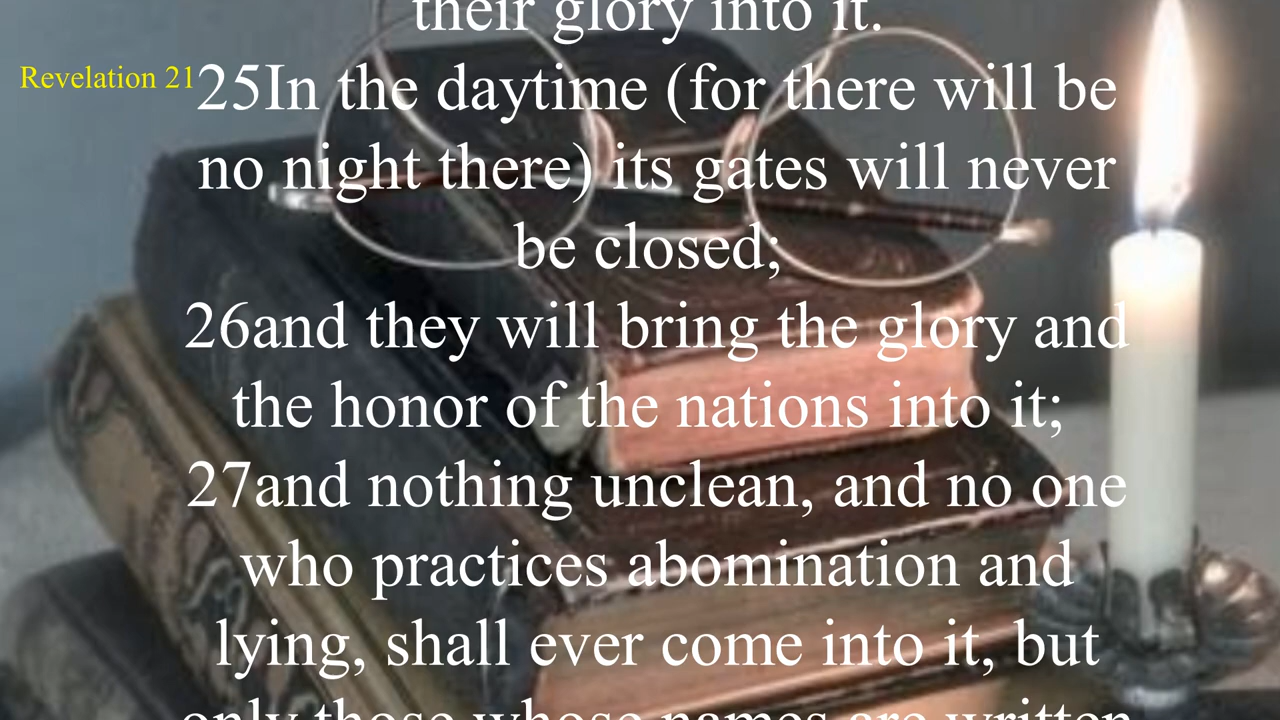 their glory into it.
Revelation 21
25In the daytime (for there will be
no night there) its gates will never
be closed;
26and they will bring the glory and
the honor of the nations into it;
27and nothing unclean, and no one
who practices abomination and
lying, shall ever come into it, but
only those whose names are written